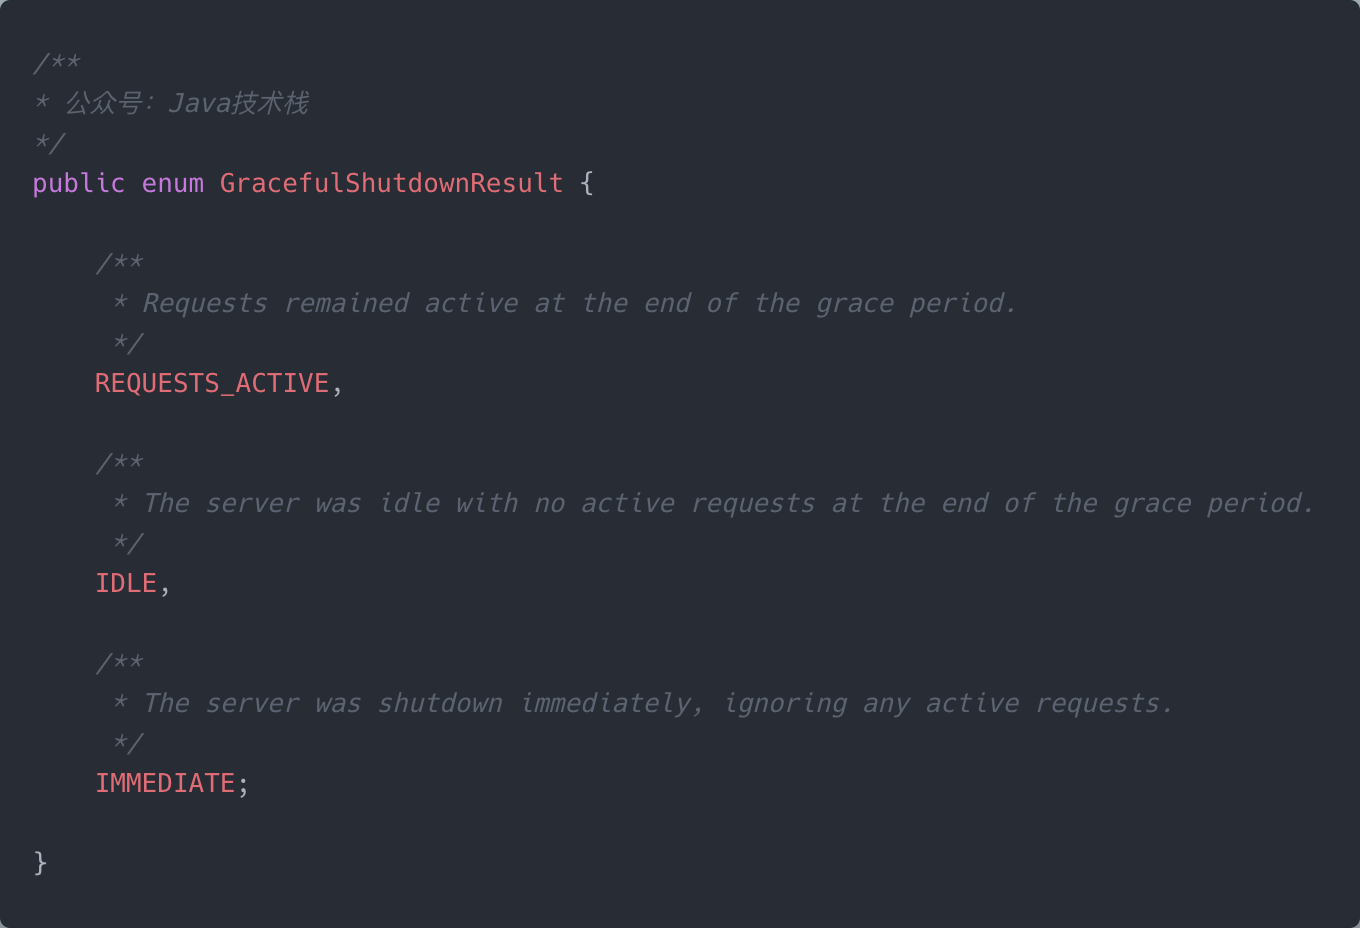 /**
* 公众号：Java技术栈
*/
public enum GracefulShutdownResult {
/**
* Requests remained active at the end of the grace period.
*/
REQUESTS_ACTIVE,
/**
* The server was idle with no active requests at the end of the grace period.
*/
IDLE,
/**
* The server was shutdown immediately, ignoring any active requests.
*/
IMMEDIATE;
}